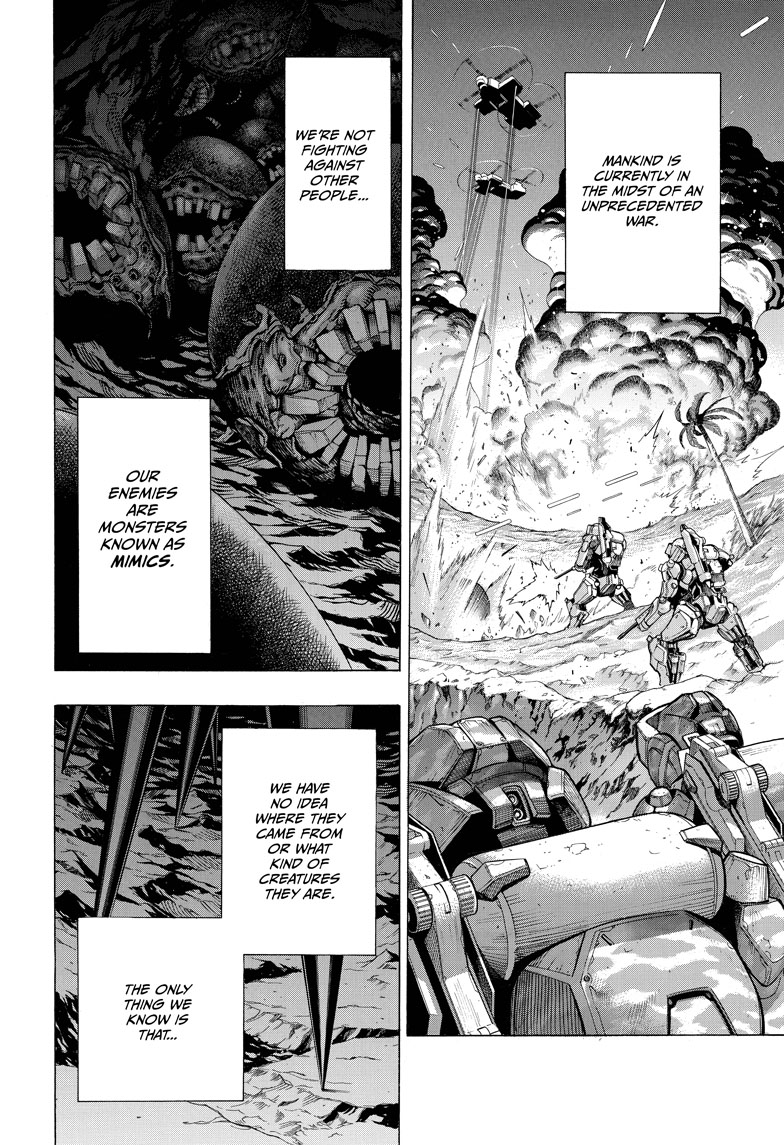 MANKIND IS
CURRENTLY IN
THE MIDST OF AN
UNPRECEDENTED
WAR.
WE'RE NOT
FIGHTING
AGAINST
OTHER
PEOPLE...
OUR
ENEMIES
ARE
MONSTERS
KNOWN AS
MIMICS.
WE HAVE
NO IDEA
WHERE THEY
CAME FROM
OR WHAT
KIND OF
CREATURES
THEY ARE.
THE ONLY
THING WE
KNOW IS
THAT...